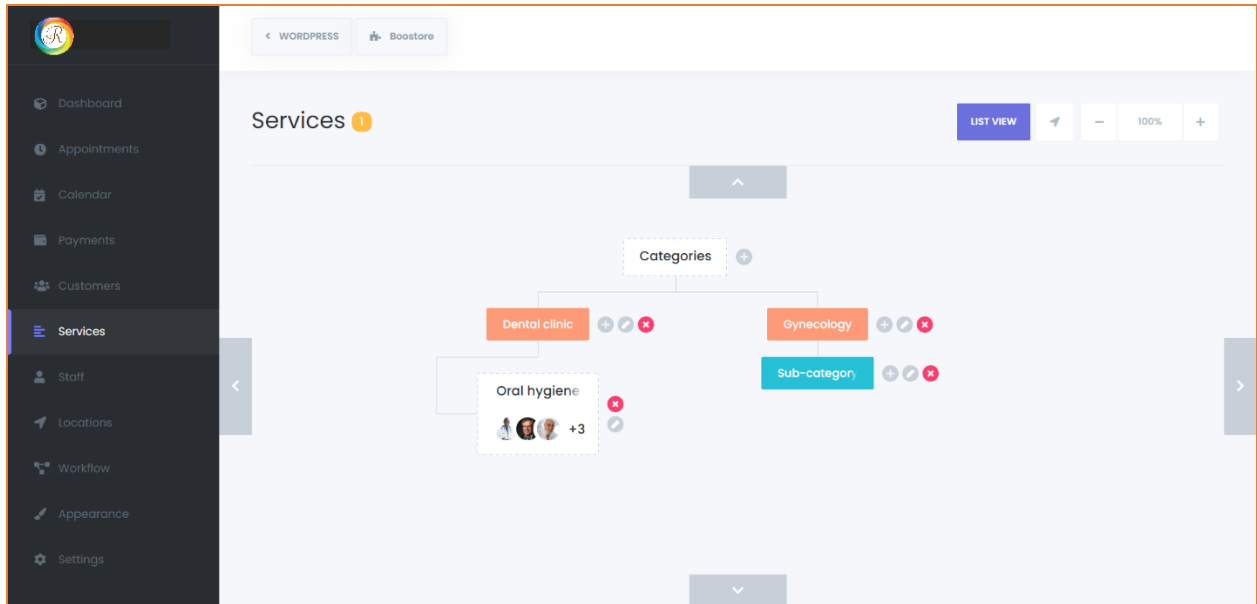 R
< WORDPRESS
Boostore
Dashboard
Appointments
Calendar
Payments
Customers
Services
Staff
Locations
Workflow
Appearance
Settings
Services 1
LIST VIEW
100%
Categories
Dental clinic
Gynecology
Sub-category
Oral hygiene
+3